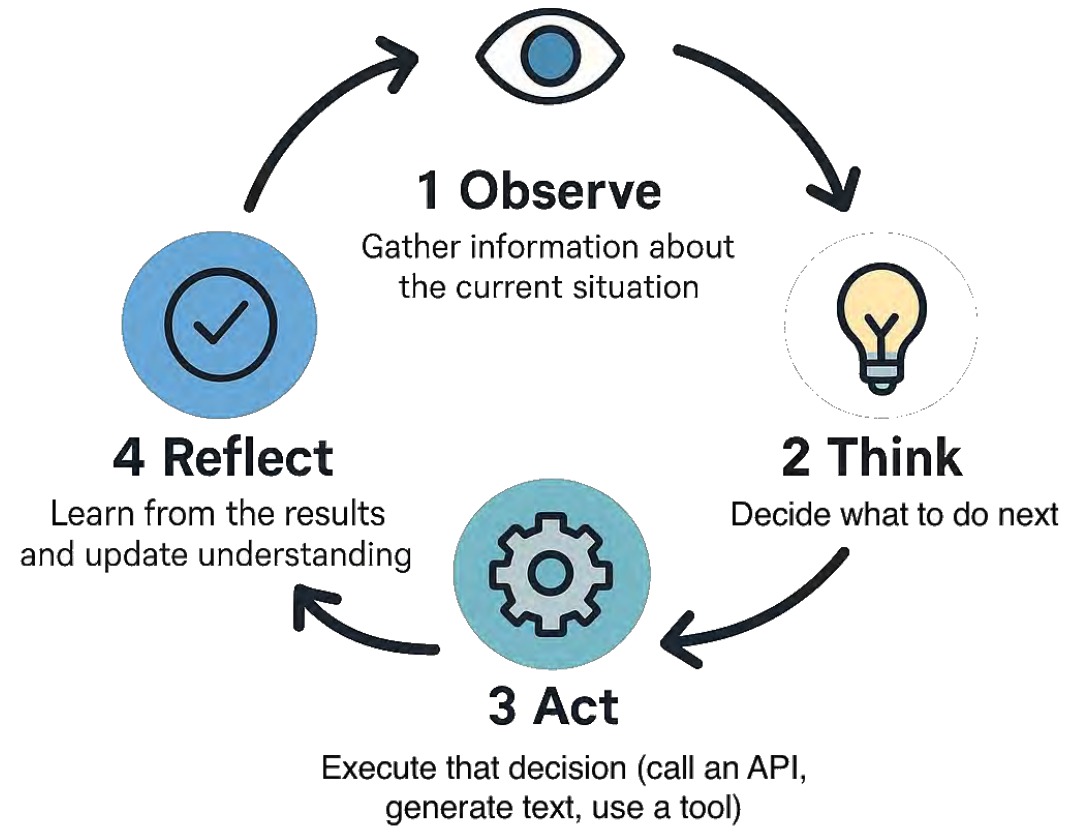 1 Observe
Gather information about
the current situation
2 Think
Decide what to do next
3 Act
Execute that decision (call an API,
generate text, use a tool)
4 Reflect
Learn from the results
and update understanding